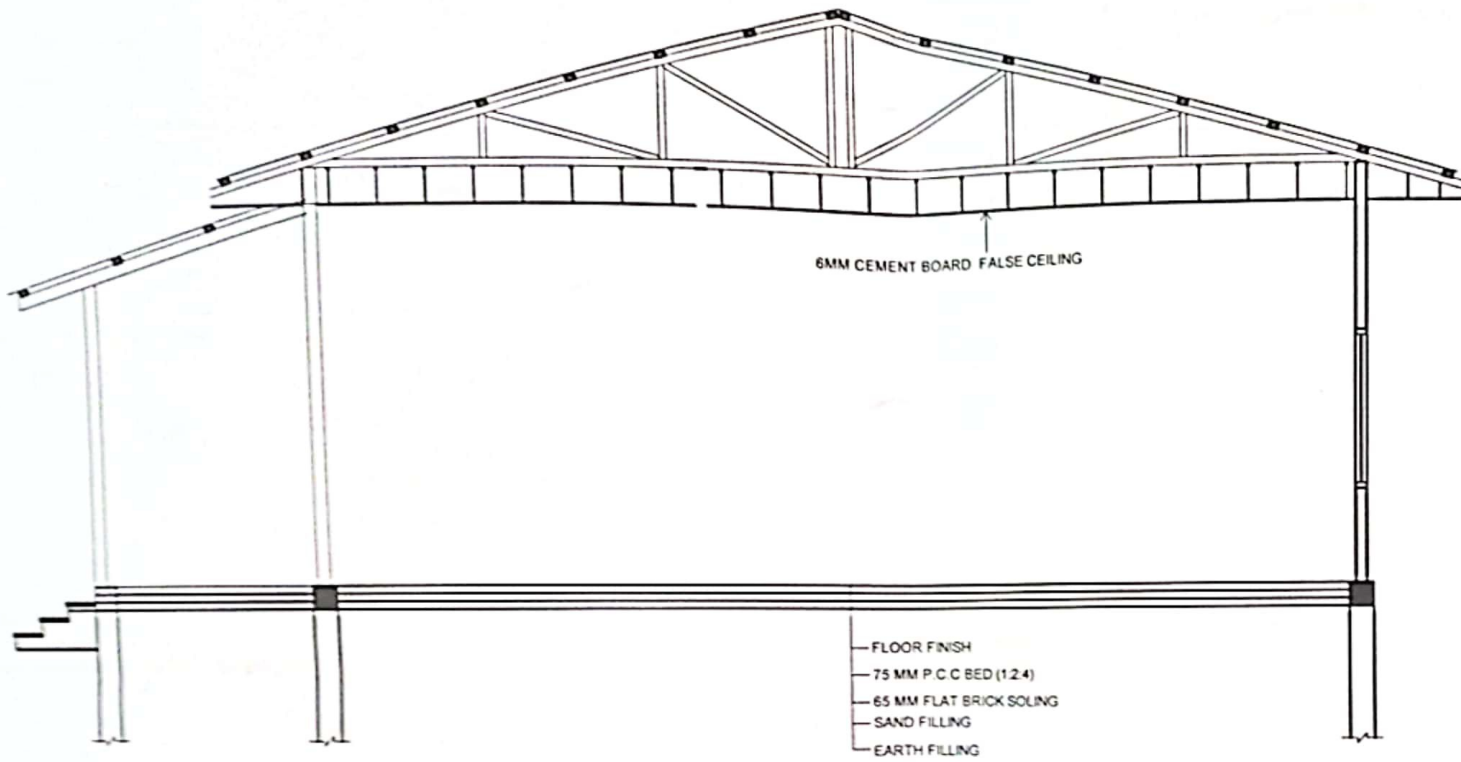 6MM CEMENT BOARD FALSE CEILING
FLOOR FINISH
75 MM P.C.C BED (1:2:4)
65 MM FLAT BRICK SOLING
SAND FILLING
EARTH FILLING